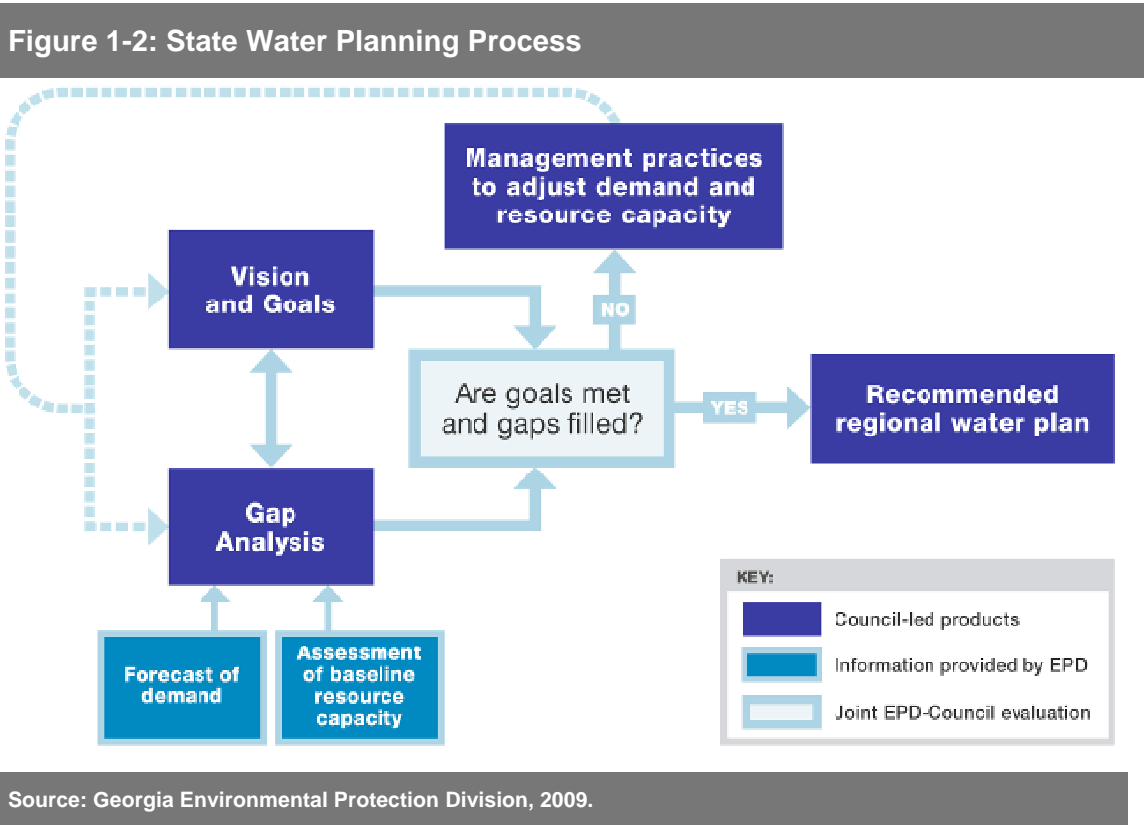 Figure 1-2: State Water Planning Process
Management practices
to adjust demand and
resource capacity
Vision
and Goals
NO
Are goals met
and gaps filled?
YES
Recommended
regional water plan
Gap
Analysis
Forecast of
demand
Assessment
of baseline
resource
capacity
KEY:
Council-led products
Information provided by EPD
Joint EPD-Council evaluation
Source: Georgia Environmental Protection Division, 2009.